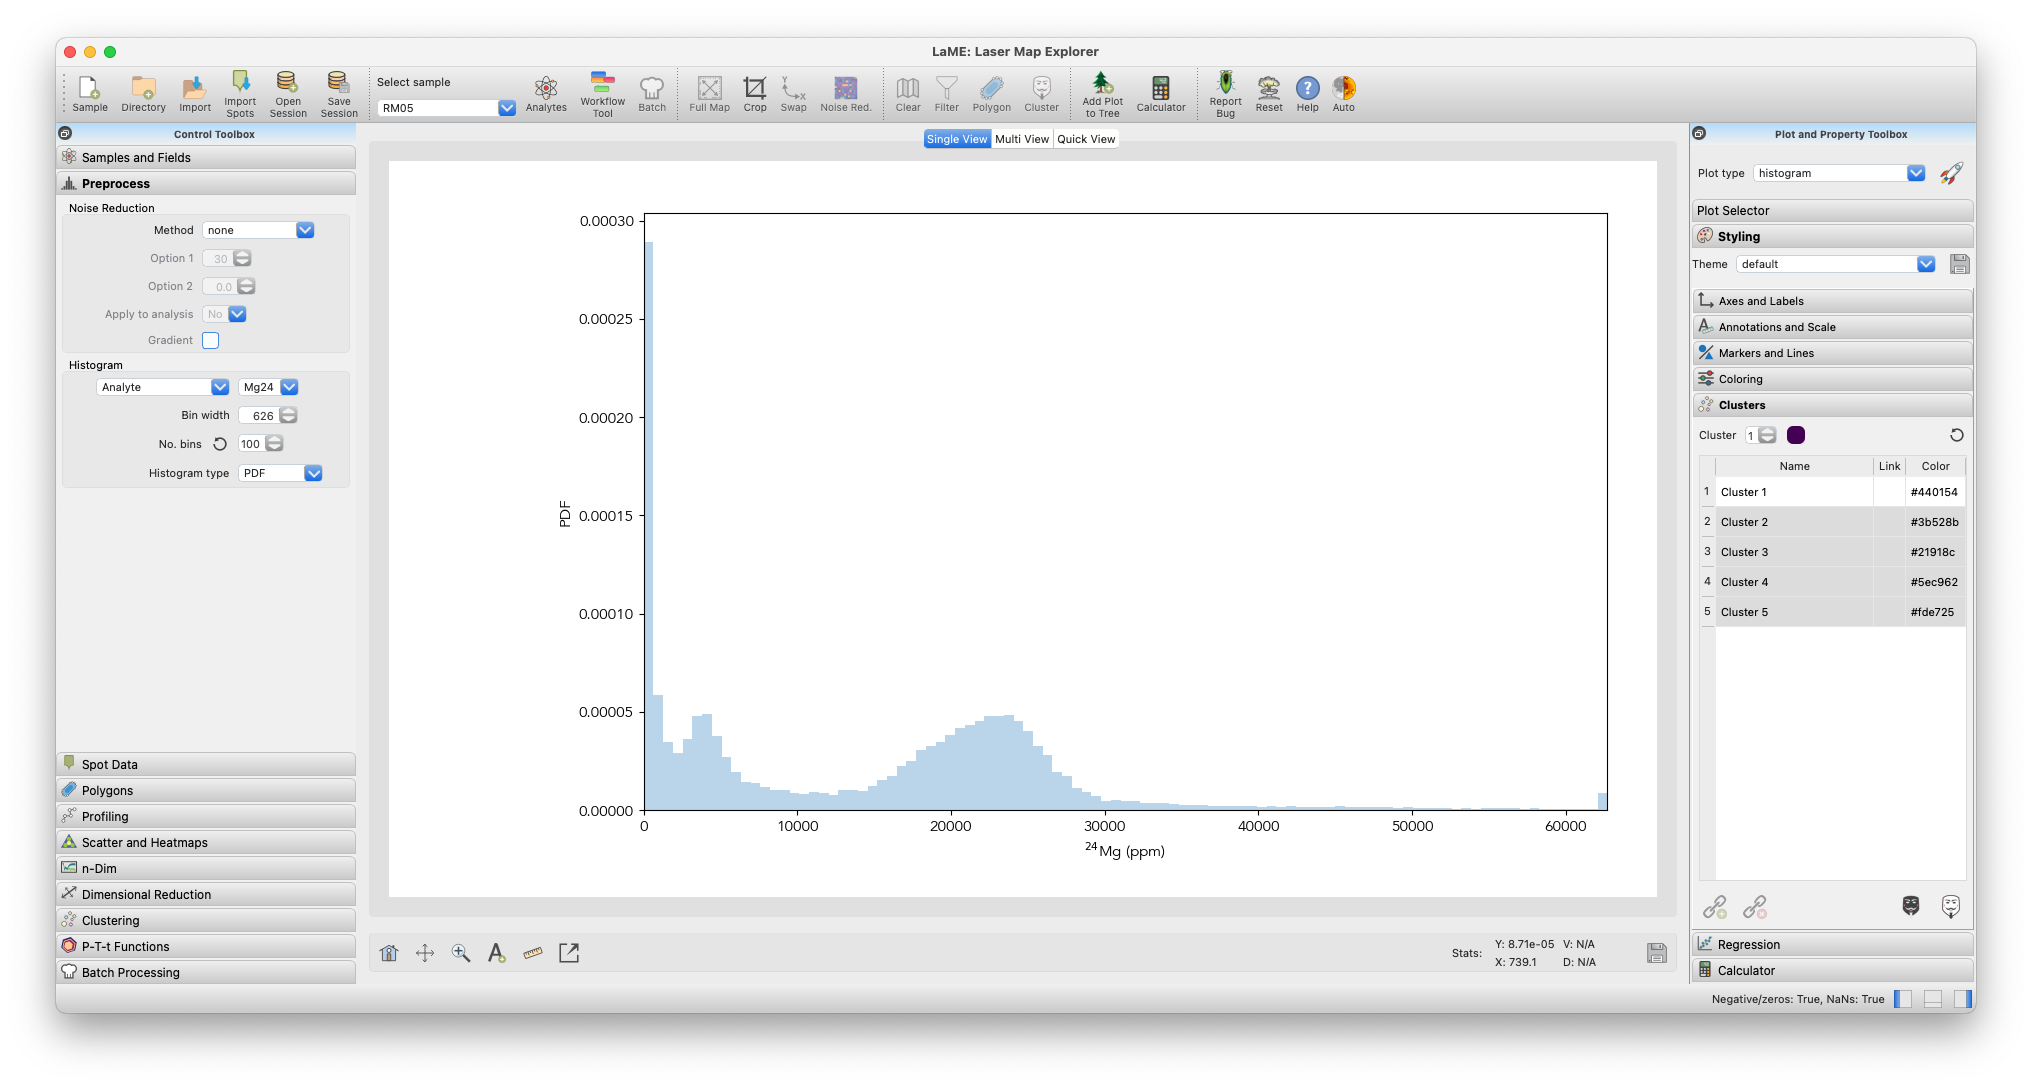 LaME: Laser Map Explorer
Sample
Directory
Import
Import Spots
Open Session
Save Session
Select sample
RM05
Analytes
Workflow Tool
Batch
Full Map
Crop
Swap
Noise Red.
Clear
Filter
Polygon
Cluster
Add Plot to Tree
Calculator
Report Bug
Reset
Help
Auto
Control Toolbox
Samples and Fields
Preprocess
Noise Reduction
Method none
Option 1 30
Option 2 0.0
Apply to analysis No
Gradient
Histogram
Analyte Mg24
Bin width 626
No. bins 100
Histogram type PDF
Spot Data
Polygons
Profiling
Scatter and Heatmaps
n-Dim
Dimensional Reduction
Clustering
P-T-t Functions
Batch Processing
Single View Multi View Quick View
0.00030
0.00025
0.00020
0.00015
0.00010
0.00005
0.00000
PDF
0 10000 20000 30000 40000 50000 60000
24Mg (ppm)
Stats:
Y: 8.71e-05 V: N/A
X: 739.1 D: N/A
Plot and Property Toolbox
Plot type histogram
Plot Selector
Styling
Theme default
Axes and Labels
Annotations and Scale
Markers and Lines
Coloring
Clusters
Cluster 1
Name Link Color
1 Cluster 1 #440154
2 Cluster 2 #3b528b
3 Cluster 3 #21918c
4 Cluster 4 #5ec962
5 Cluster 5 #fde725
Regression
Calculator
Negative/zeros: True, NaNs: True